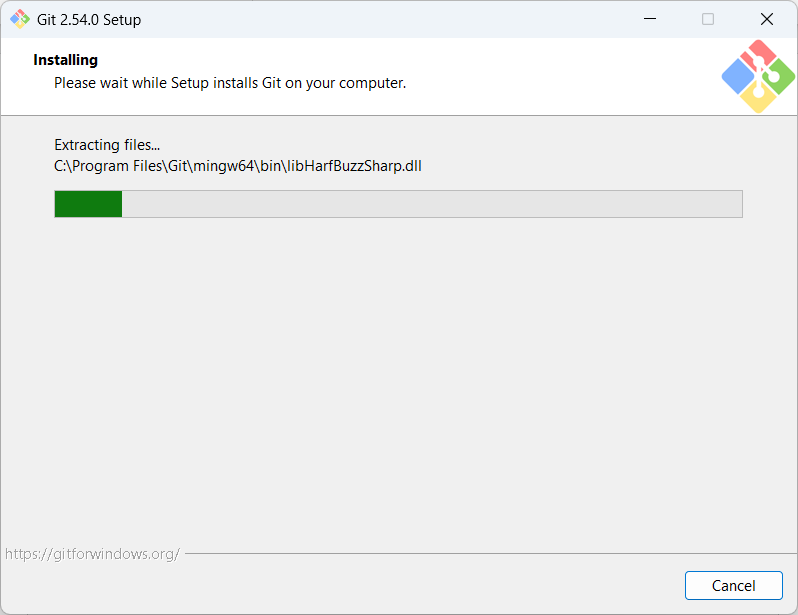 Git 2.54.0 Setup
Installing
Please wait while Setup installs Git on your computer.
Extracting files...
C:\Program Files\Git\mingw64\bin\libHarfBuzzSharp.dll
https://gitforwindows.org/
Cancel